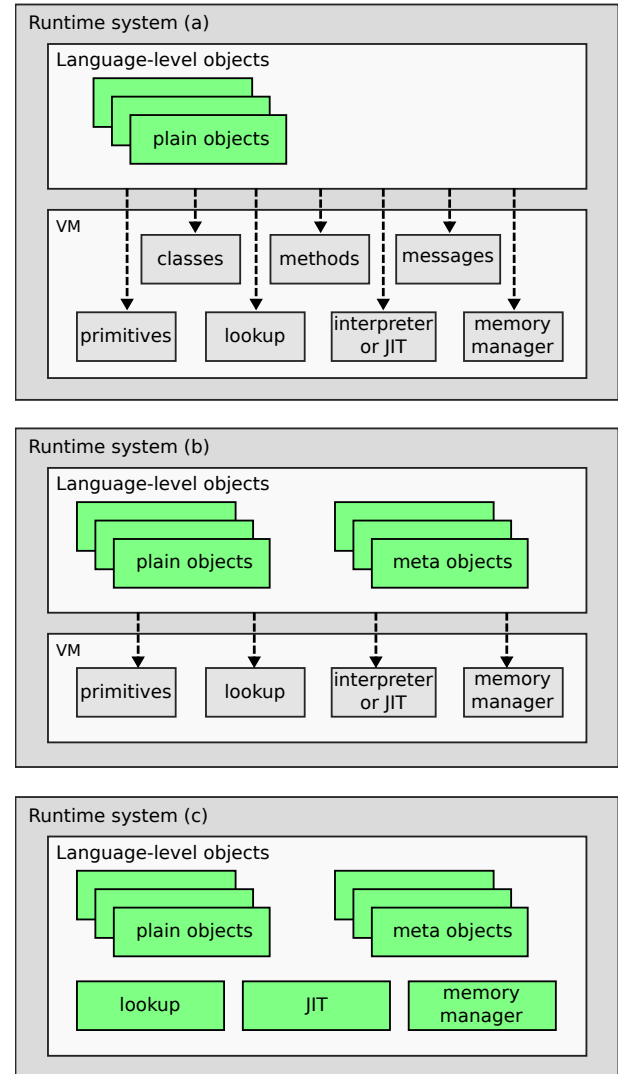 Runtime system (a)
Language-level objects
plain objects
VM
classes
methods
messages
primitives
lookup
interpreter
or JIT
memory
manager
Runtime system (b)
Language-level objects
plain objects
meta objects
VM
primitives
lookup
interpreter
or JIT
memory
manager
Runtime system (c)
Language-level objects
plain objects
meta objects
lookup
JIT
memory
manager